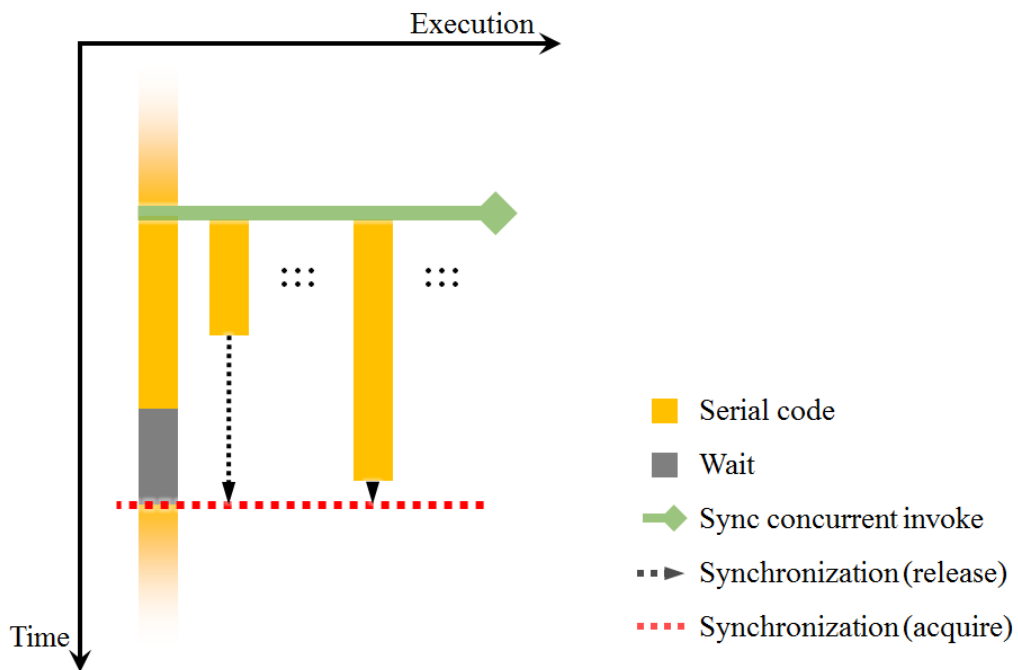 Execution
Serial code
Wait
Sync concurrent invoke
Synchronization (release)
Synchronization (acquire)
Time